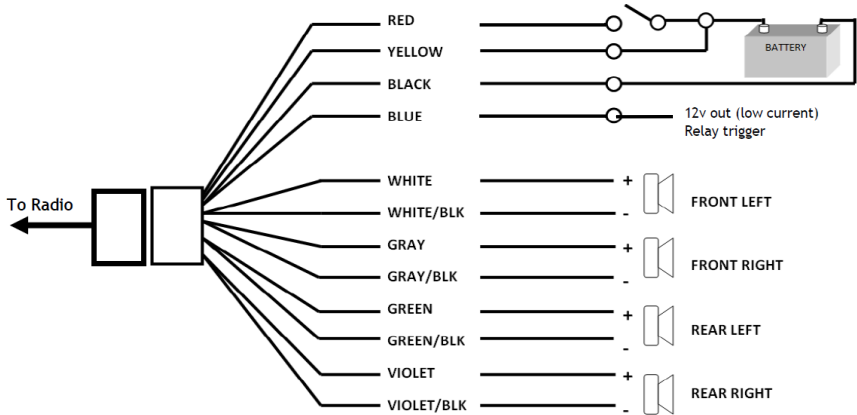 RED
YELLOW
BATTERY
BLACK
BLUE
12v out (low current)
Relay trigger
WHITE
+
FRONT LEFT
To Radio
WHITE/BLK
-
GRAY
+
FRONT RIGHT
GRAY/BLK
-
GREEN
+
REAR LEFT
GREEN/BLK
-
VIOLET
+
REAR RIGHT
VIOLET/BLK
-